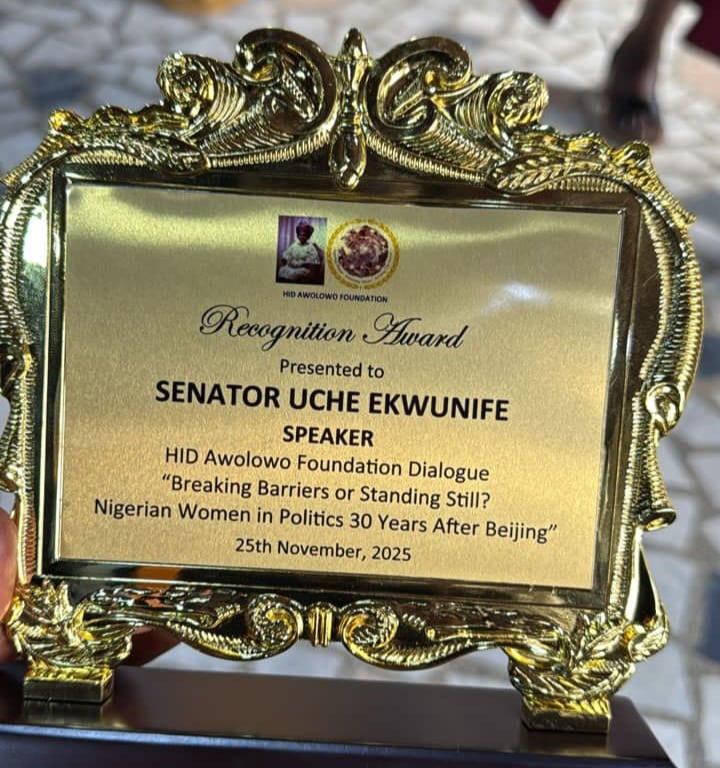 HID AWOLOWO FOUNDATION
Recognition Award
Presented to
SENATOR UCHE EKWUNIFE
SPEAKER
HID Awolowo Foundation Dialogue
“Breaking Barriers or Standing Still?
Nigerian Women in Politics 30 Years After Beijing”
25th November, 2025